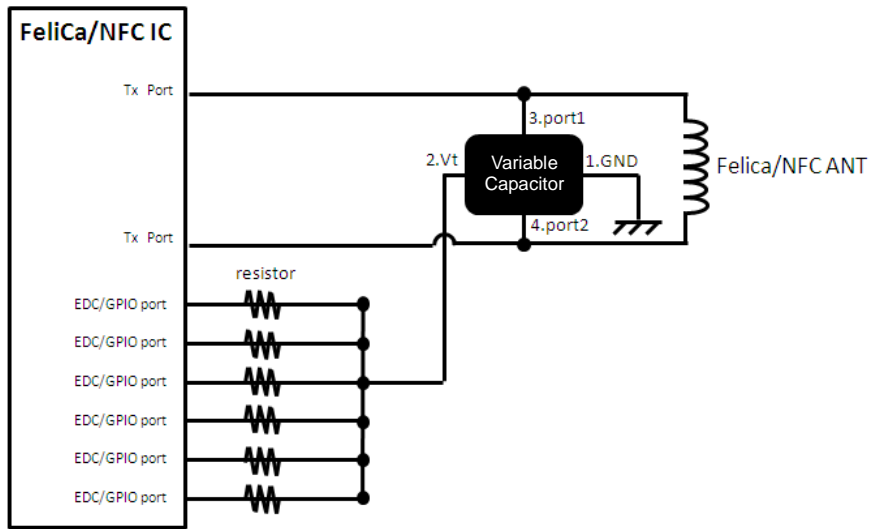 FeliCa/NFC IC
Tx Port
3.port1
2.Vt
Variable
Capacitor
1.GND
Felica/NFC ANT
4.port2
Tx Port
resistor
EDC/GPIO port
EDC/GPIO port
EDC/GPIO port
EDC/GPIO port
EDC/GPIO port
EDC/GPIO port